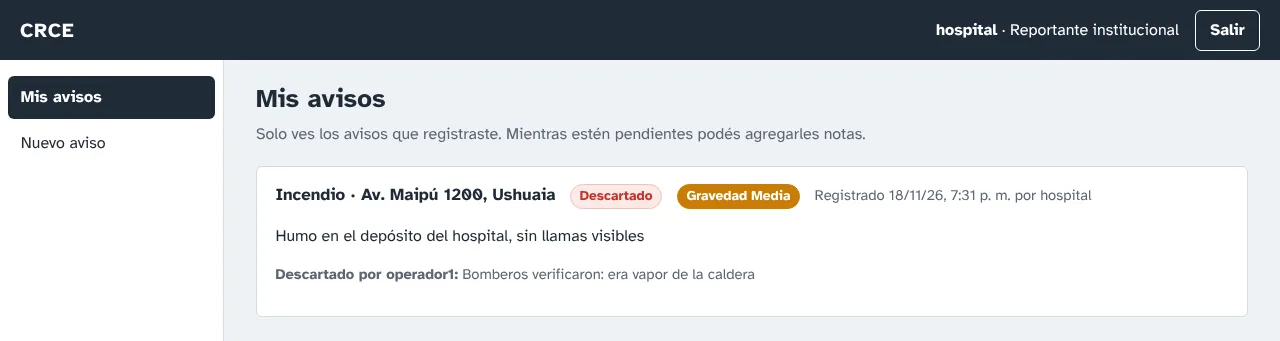 CRCE
hospital · Reportante institucional
Salir
Mis avisos
Nuevo aviso
Mis avisos
Solo ves los avisos que registraste. Mientras estén pendientes podés agregarles notas.
Incendio · Av. Maipú 1200, Ushuaia
Descartado
Gravedad Media
Registrado 18/11/26, 7:31 p. m. por hospital
Humo en el depósito del hospital, sin llamas visibles
Descartado por operador1: Bomberos verificaron: era vapor de la caldera